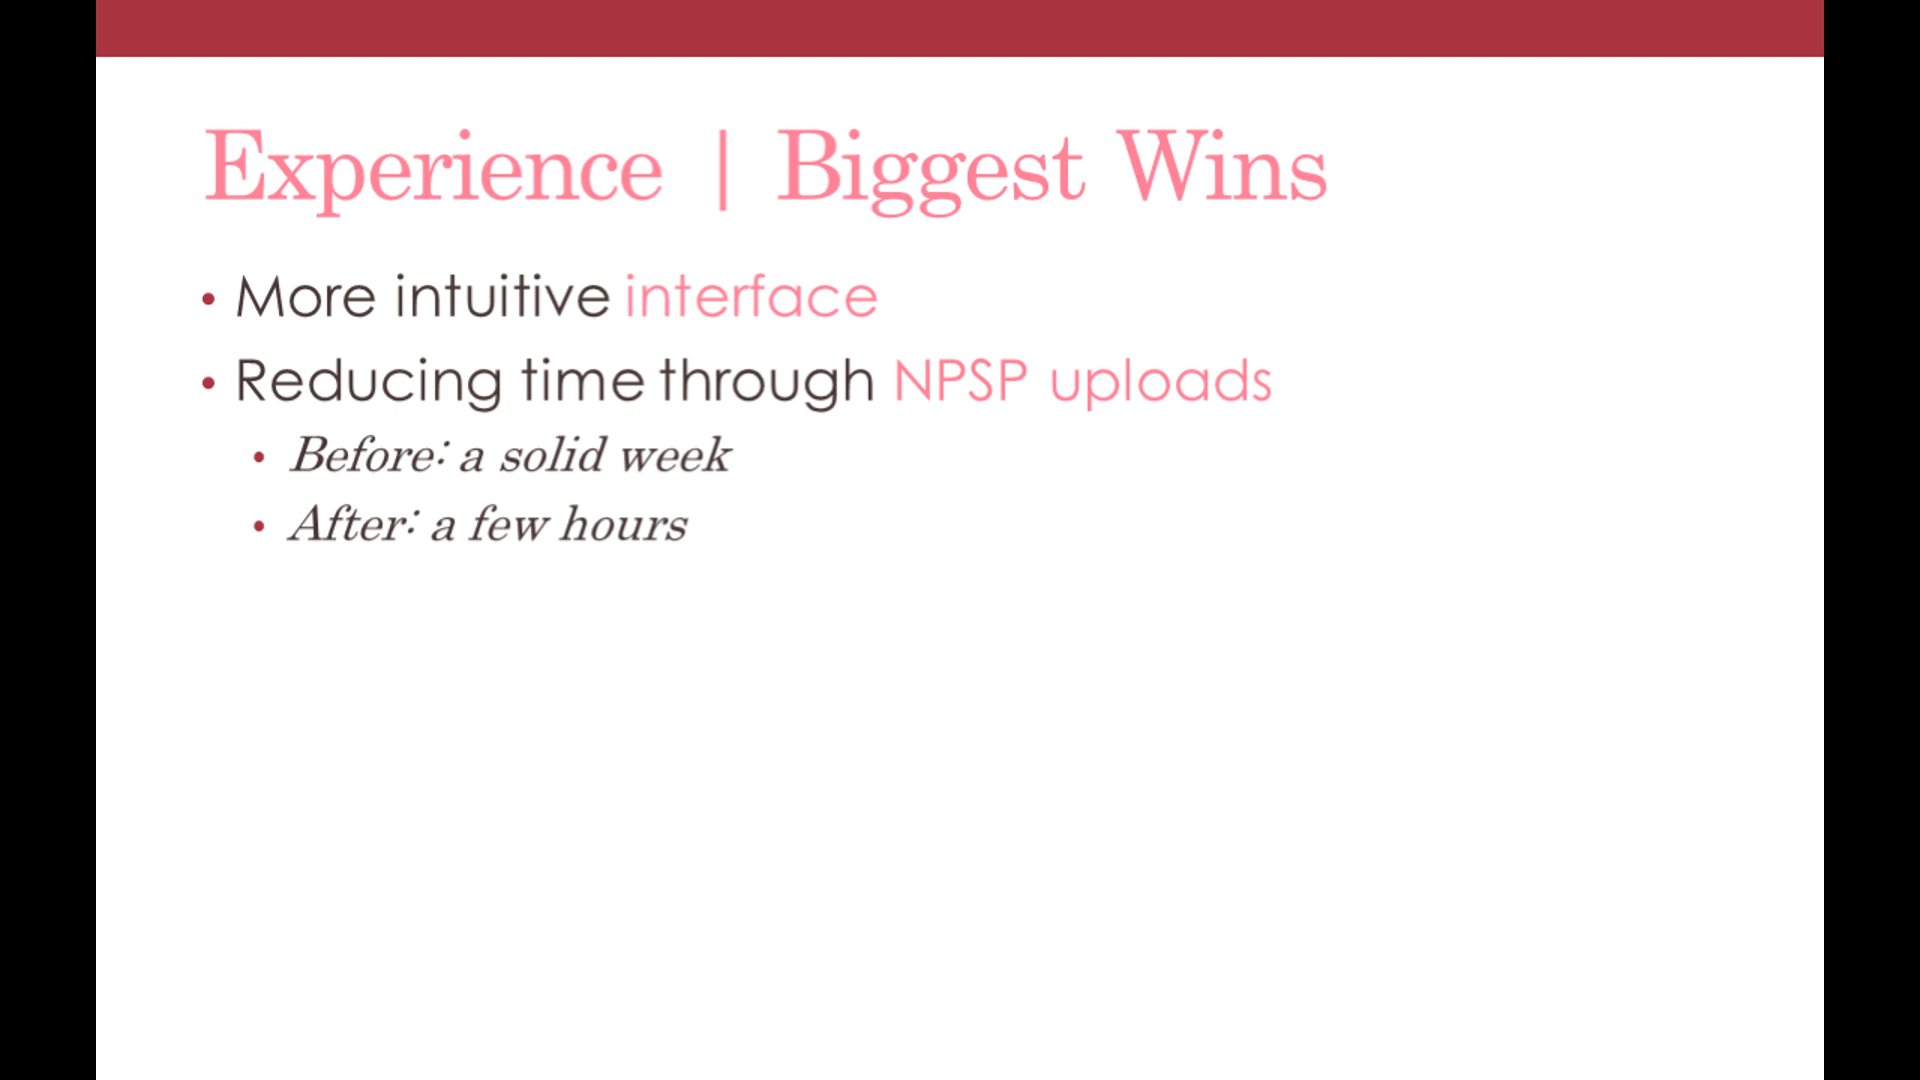 Experience | Biggest Wins
• More intuitive interface
• Reducing time through NPSP uploads
• Before: a solid week
• After: a few hours